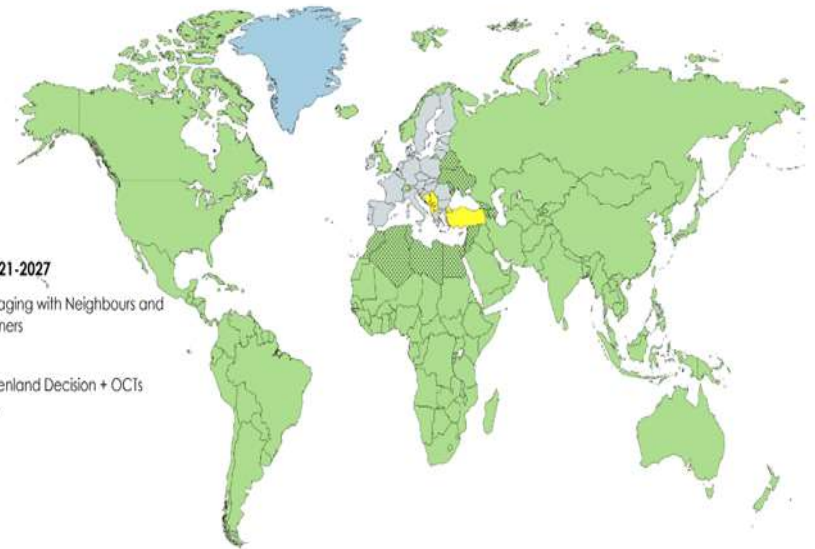 21-2027
aging with Neighbours and
ners
enland Decision + OCTs